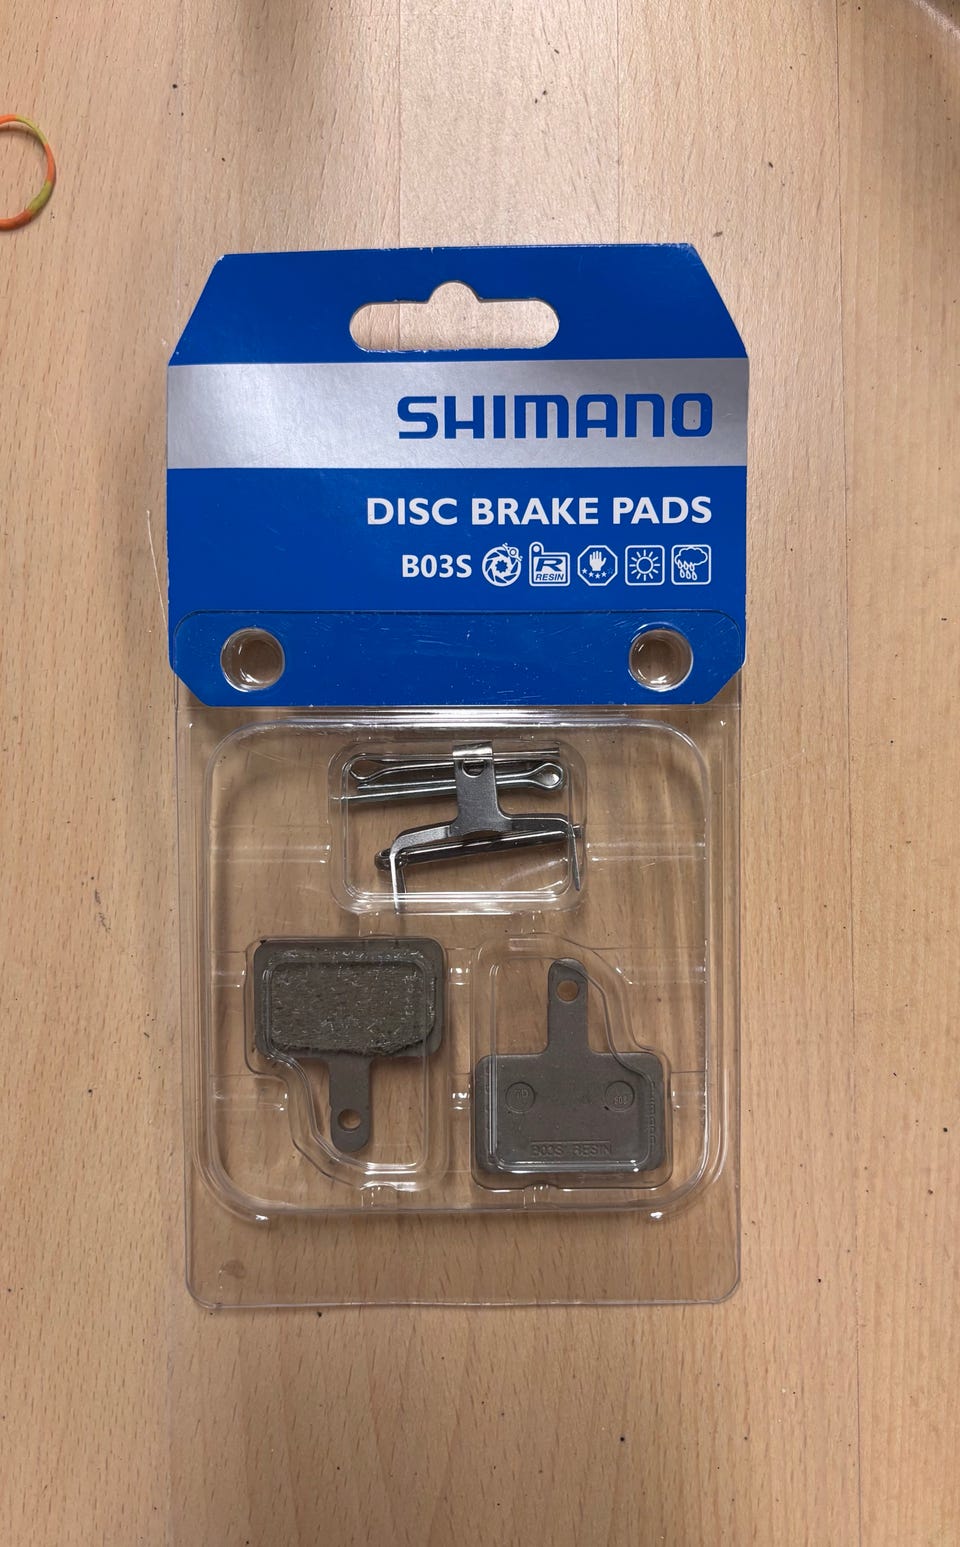 SHIMANO
DISC BRAKE PADS
B03S
R
RESIN
B03S RESIN